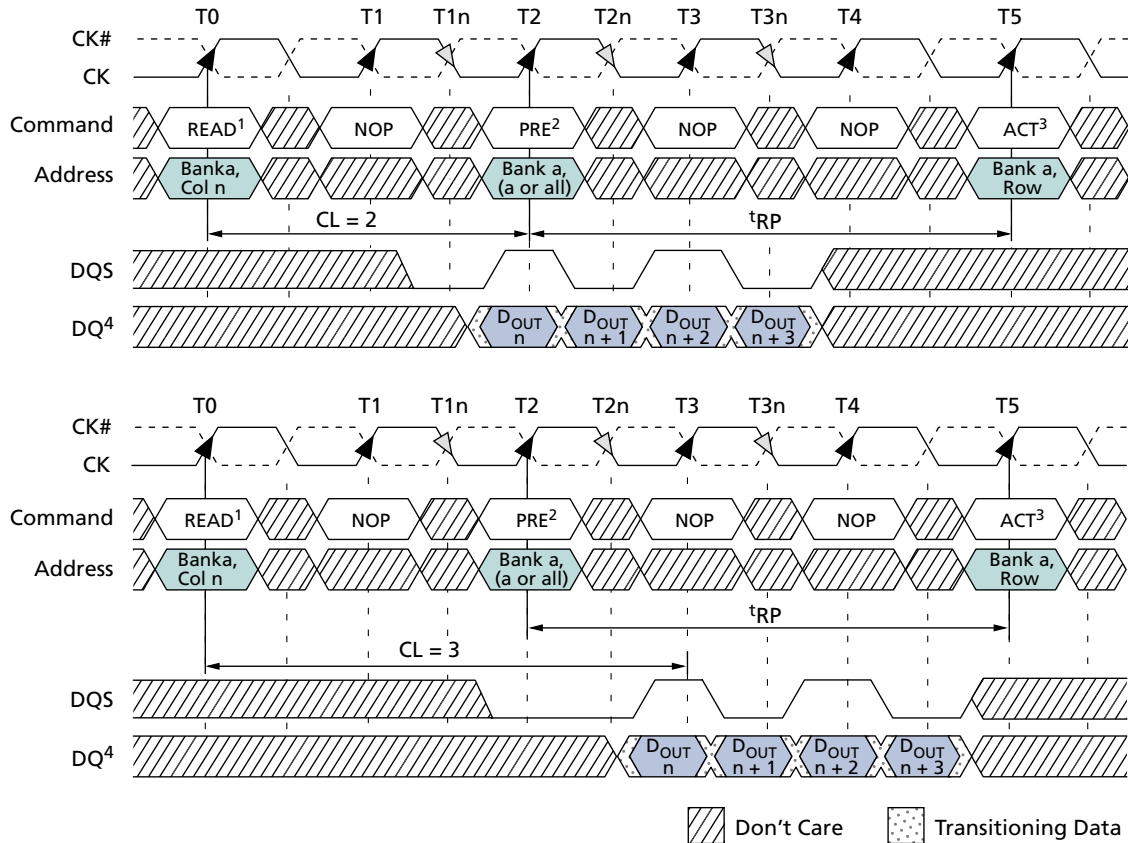 T0 T1 T1n T2 T2n T3 T3n T4 T5
CK#
CK
Command READ1 NOP PRE2 NOP NOP ACT3
Address Banka, Col n Bank a, (a or all) Bank a, Row
CL = 2 tRP
DQS
DQ4 DOUT n DOUT n + 1 DOUT n + 2 DOUT n + 3
T0 T1 T1n T2 T2n T3 T3n T4 T5
CK#
CK
Command READ1 NOP PRE2 NOP NOP ACT3
Address Banka, Col n Bank a, (a or all) Bank a, Row
tRP
CL = 3
DQS
DQ4 DOUT n DOUT n + 1 DOUT n + 2 DOUT n + 3
Don't Care Transitioning Data